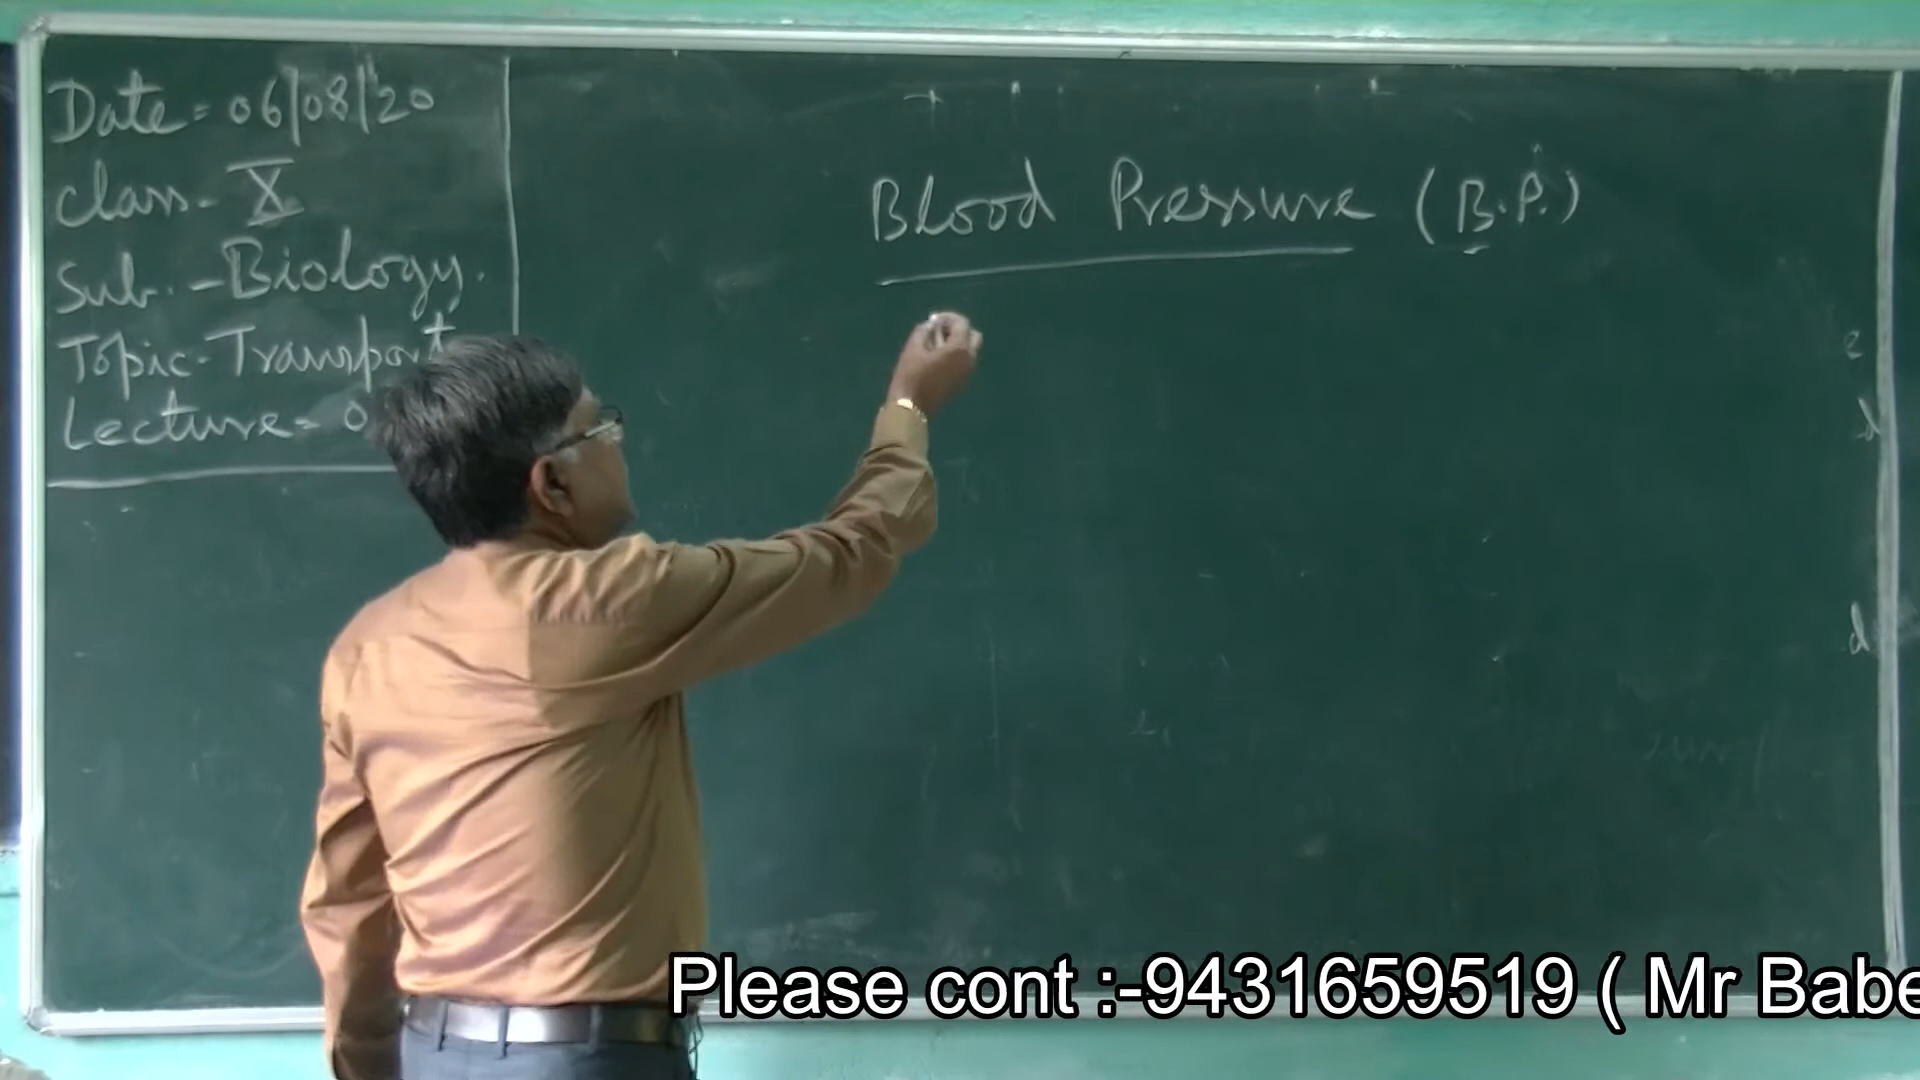 Date = 06/08/20
Class - X
Sub. - Biology.
Topic - Transport
Lecture = 0
Blood Pressure (B.P.)
e
d
d
Please cont :-9431659519 ( Mr Babe